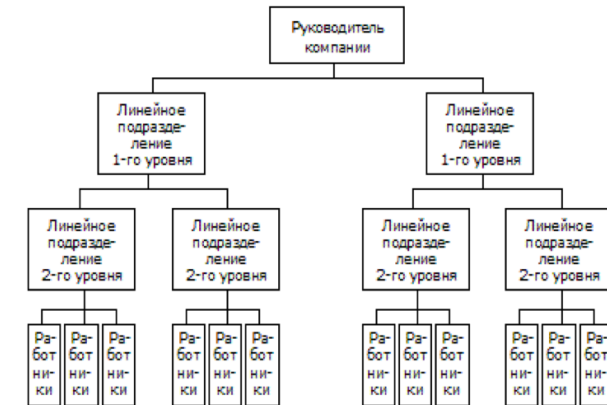 Руководитель
компании
Линейное
подразде-
ление
1-го уровня
Линейное
подразде-
ление
1-го уровня
Линейное
подразде-
ление
2-го уровня
Линейное
подразде-
ление
2-го уровня
Линейное
подразде-
ление
2-го уровня
Линейное
подразде-
ление
2-го уровня
Ра-
бот
ни-
ки
Ра-
бот
ни-
ки
Ра-
бот
ни-
ки
Ра-
бот
ни-
ки
Ра-
бот
ни-
ки
Ра-
бот
ни-
ки
Ра-
бот
ни-
ки
Ра-
бот
ни-
ки
Ра-
бот
ни-
ки
Ра-
бот
ни-
ки
Ра-
бот
ни-
ки
Ра-
бот
ни-
ки